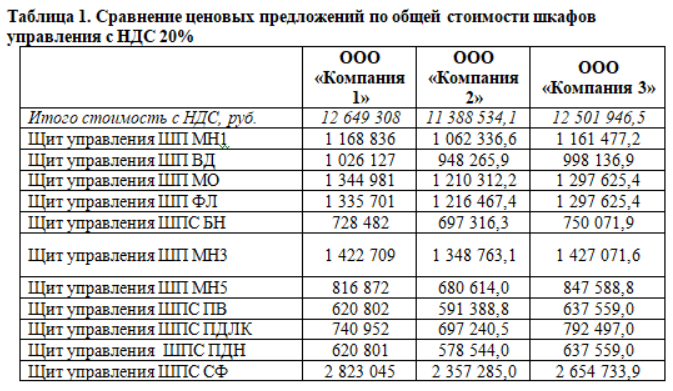 Таблица 1. Сравнение ценовых предложений по общей стоимости шкафов
управления с НДС 20%
ООО «Компания 1» ООО «Компания 2» ООО «Компания 3»
Итого стоимость с НДС, руб. 12 649 308 11 388 534,1 12 501 946,5
Щит управления ШП МН1 1 168 836 1 062 336,6 1 161 477,2
Щит управления ШП ВД 1 026 127 948 265,9 998 136,9
Щит управления ШП МО 1 344 981 1 210 312,2 1 297 625,4
Щит управления ШП ФЛ 1 335 701 1 216 467,4 1 297 625,4
Щит управления ШПС БН 728 482 697 316,3 750 071,9
Щит управления ШП МН3 1 422 709 1 348 763,1 1 427 071,6
Щит управления ШП МН5 816 872 680 614,0 847 588,8
Щит управления ШПС ПВ 620 802 591 388,8 637 559,0
Щит управления ШПС ПДЛК 740 952 697 240,5 792 497,0
Щит управления ШПС ПДН 620 801 578 544,0 637 559,0
Щит управления ШПС СФ 2 823 045 2 357 285,0 2 654 733,9